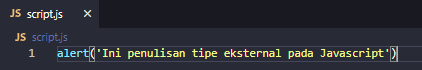 JS script.js ×
JS script.js
1 alert('Ini penulisan tipe eksternal pada Javascript')